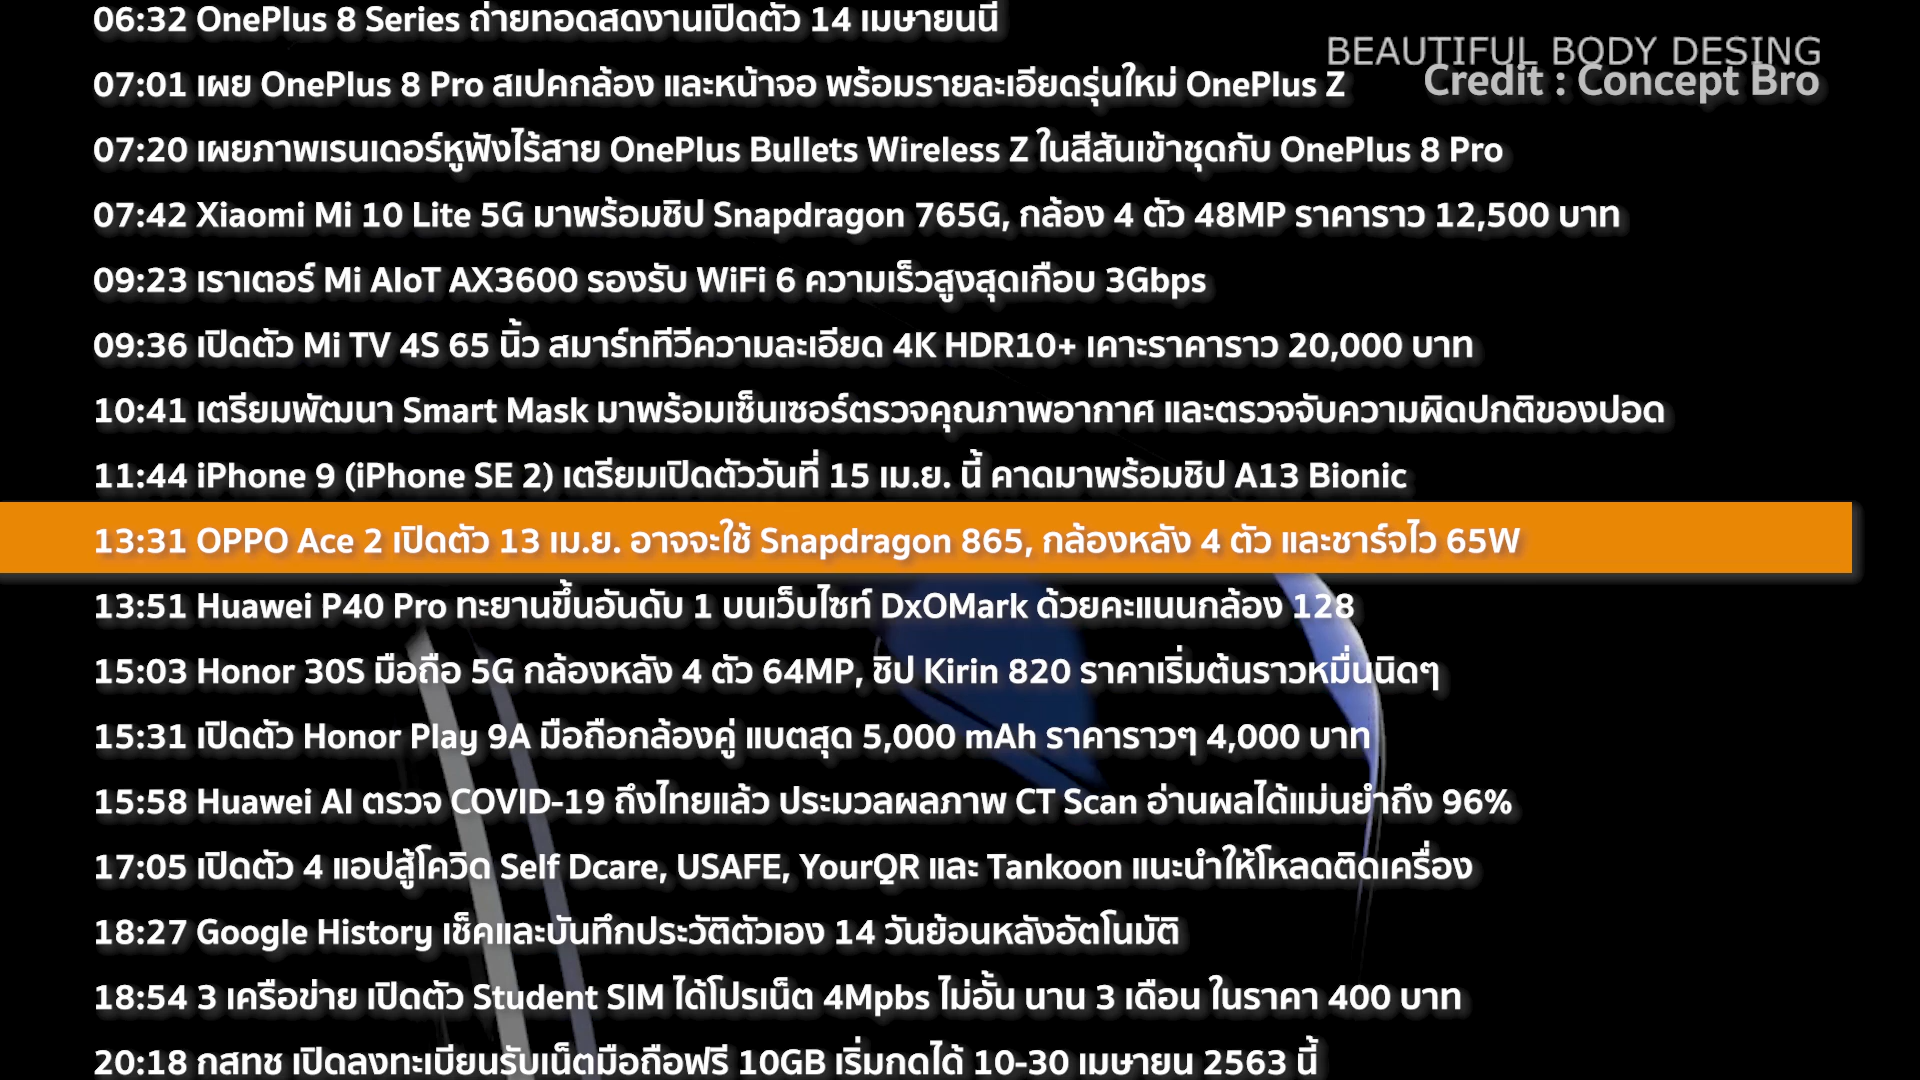 06:32 OnePlus 8 Series ถ่ายทอดสดงานเปิดตัว 14 เมษายนนี้
BEAUTIFUL BODY DESING
Credit : Concept Bro
07:01 เผย OnePlus 8 Pro สเปคกล้อง และหน้าจอ พร้อมรายละเอียดรุ่นใหม่ OnePlus Z
07:20 เผยภาพเรนเดอร์หูฟังไร้สาย OnePlus Bullets Wireless Z ในสีสันเข้าชุดกับ OnePlus 8 Pro
07:42 Xiaomi Mi 10 Lite 5G มาพร้อมชิป Snapdragon 765G, กล้อง 4 ตัว 48MP ราคาราว 12,500 บาท
09:23 เราเตอร์ Mi AIoT AX3600 รองรับ WiFi 6 ความเร็วสูงสุดเกือบ 3Gbps
09:36 เปิดตัว Mi TV 4S 65 นิ้ว สมาร์ททีวีความละเอียด 4K HDR10+ เคาะราคาราว 20,000 บาท
10:41 เตรียมพัฒนา Smart Mask มาพร้อมเซ็นเซอร์ตรวจคุณภาพอากาศ และตรวจจับความผิดปกติของปอด
11:44 iPhone 9 (iPhone SE 2) เตรียมเปิดตัววันที่ 15 เม.ย. นี้ คาดมาพร้อมชิป A13 Bionic
13:31 OPPO Ace 2 เปิดตัว 13 เม.ย. อาจจะใช้ Snapdragon 865, กล้องหลัง 4 ตัว และชาร์จไว 65W
13:51 Huawei P40 Pro ทะยานขึ้นอันดับ 1 บนเว็บไซท์ DxOMark ด้วยคะแนนกล้อง 128
15:03 Honor 30S มือถือ 5G กล้องหลัง 4 ตัว 64MP, ชิป Kirin 820 ราคาเริ่มต้นราวหมื่นนิดๆ
15:31 เปิดตัว Honor Play 9A มือถือกล้องคู่ แบตสุด 5,000 mAh ราคาราวๆ 4,000 บาท
15:58 Huawei AI ตรวจ COVID-19 ถึงไทยแล้ว ประมวลผลภาพ CT Scan อ่านผลได้แม่นยำถึง 96%
17:05 เปิดตัว 4 แอปสู้โควิด Self Dcare, USAFE, YourQR และ Tankoon แนะนำให้โหลดติดเครื่อง
18:27 Google History เช็คและบันทึกประวัติตัวเอง 14 วันย้อนหลังอัตโนมัติ
18:54 3 เครือข่าย เปิดตัว Student SIM ได้โปรเน็ต 4Mpbs ไม่อั้น นาน 3 เดือน ในราคา 400 บาท
20:18 กสทช เปิดลงทะเบียนรับเน็ตมือถือฟรี 10GB เริ่มกดได้ 10-30 เมษายน 2563 นี้